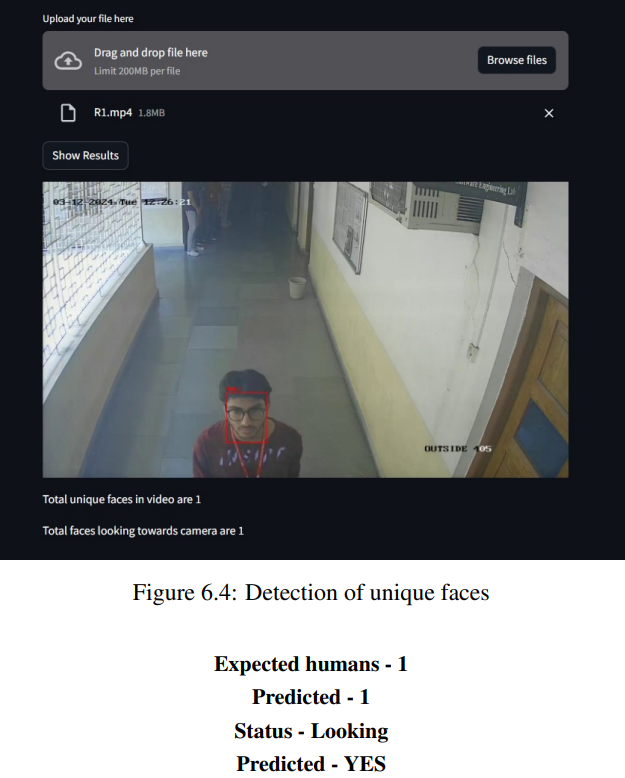 Upload your file here
Drag and drop file here
Limit 200MB per file
Browse files
R1.mp4 1.8MB
Show Results
Software Engineering Lab
03-12-2024 Tue 12:26:21
OUTSIDE 405
Total unique faces in video are 1
Total faces looking towards camera are 1
Figure 6.4: Detection of unique faces
Expected humans - 1
Predicted - 1
Status - Looking
Predicted - YES